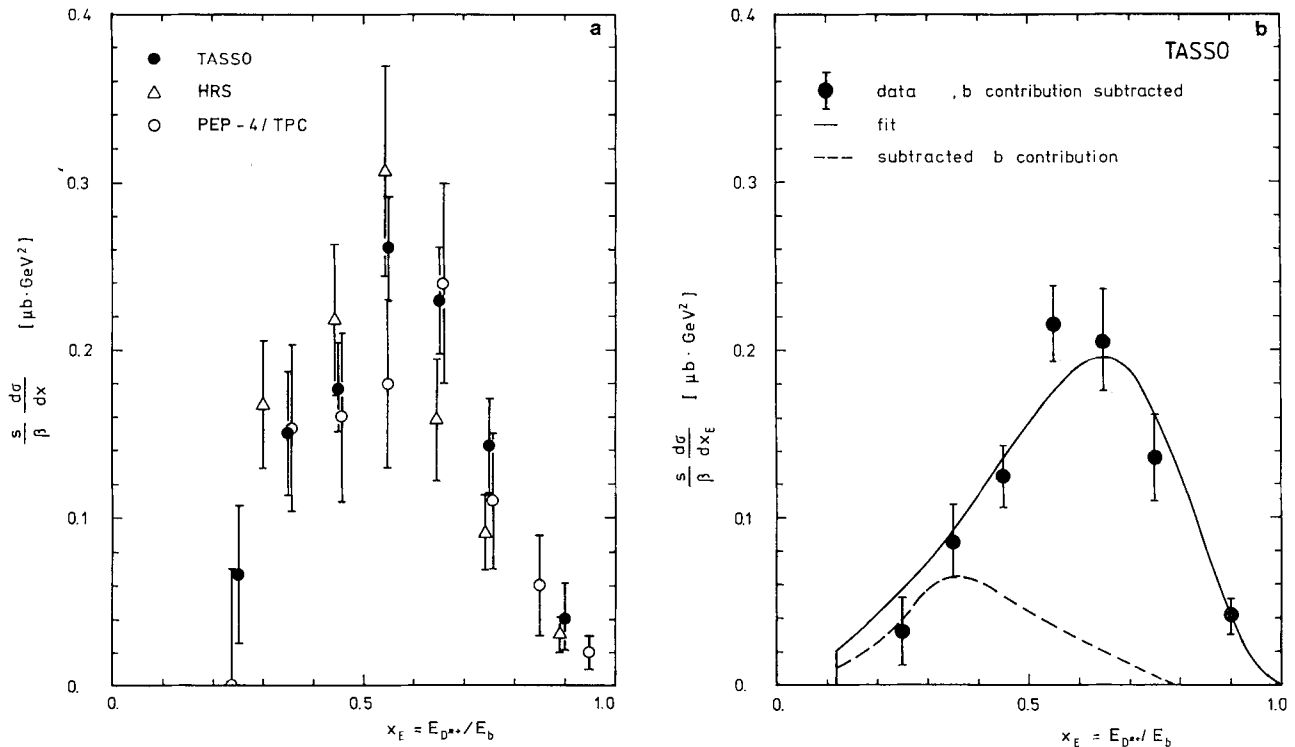 a
TASSO
HRS
PEP-4/TPC
0.4
0.3
0.2
0.1
0.
0.
0.5
1.0
s/β dσ/dx [μb·GeV²]
x_E = E_D*+/E_b
b
TASSO
data , b contribution subtracted
fit
subtracted b contribution
0.4
0.3
0.2
0.1
0.
0.
0.5
1.0
s/β dσ/dx_E [μb·GeV²]
x_E = E_D*+/E_b